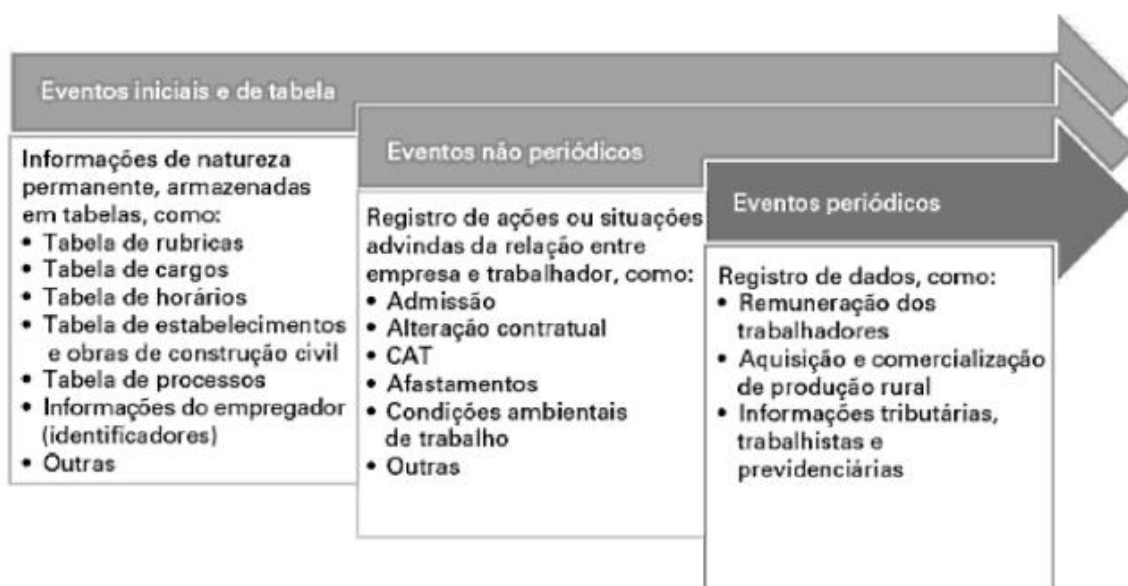 Eventos iniciais e de tabela
Informações de natureza
permanente, armazenadas
em tabelas, como:
• Tabela de rubricas
• Tabela de cargos
• Tabela de horários
• Tabela de estabelecimentos
e obras de construção civil
• Tabela de processos
• Informações do empregador
(identificadores)
• Outras
Eventos não periódicos
Registro de ações ou situações
advindas da relação entre
empresa e trabalhador, como:
• Admissão
• Alteração contratual
• CAT
• Afastamentos
• Condições ambientais
de trabalho
• Outras
Eventos periódicos
Registro de dados, como:
• Remuneração dos
trabalhadores
• Aquisição e comercialização
de produção rural
• Informações tributárias,
trabalhistas e
previdenciárias